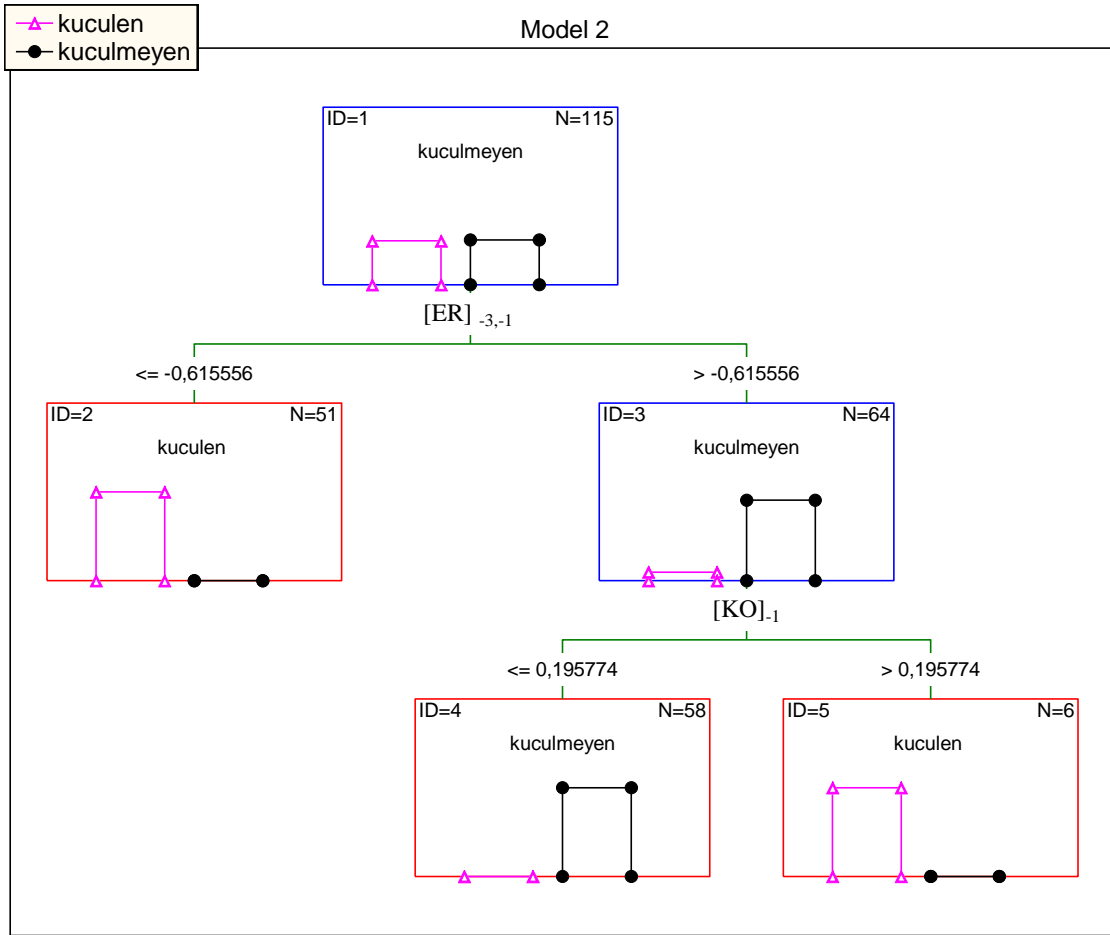 kuculen
kuculmeyen
Model 2
ID=1 N=115
kuculmeyen
[ER] -3,-1
<= -0,615556 > -0,615556
ID=2 N=51
kuculen
ID=3 N=64
kuculmeyen
[KO]-1
<= 0,195774 > 0,195774
ID=4 N=58
kuculmeyen
ID=5 N=6
kuculen